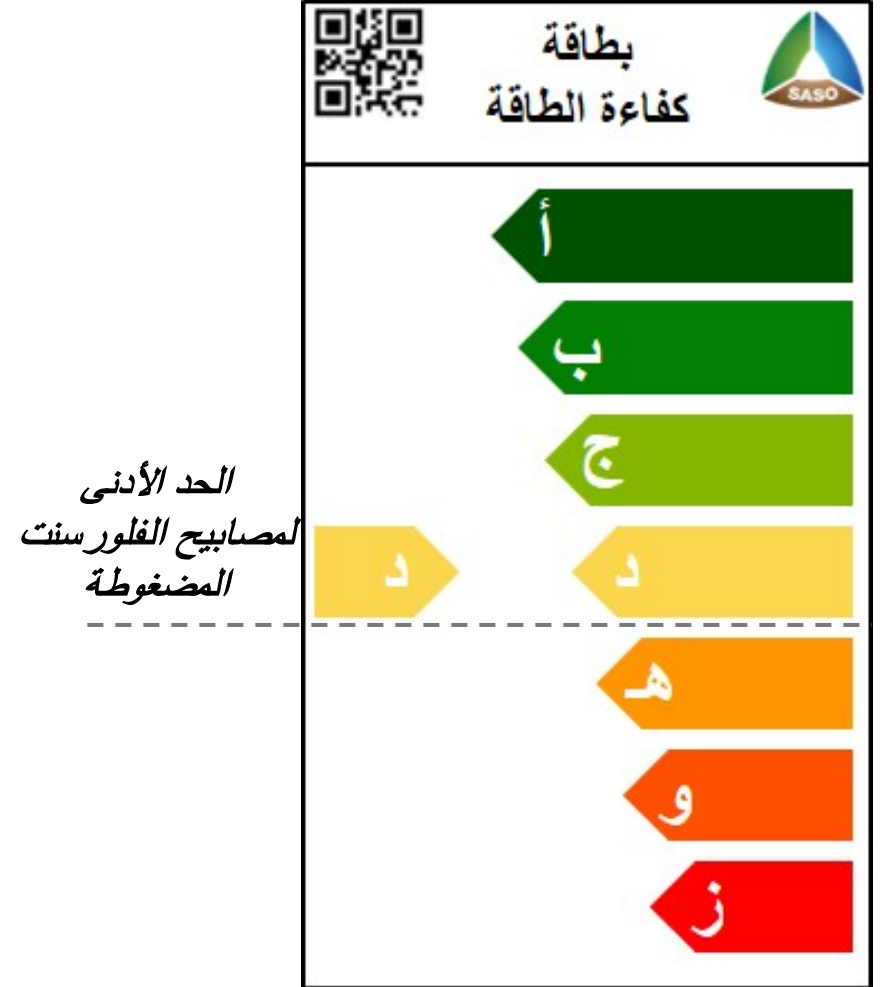 بطاقة
كفاءة الطاقة
SASO
أ
ب
ج
الحد الأدنى
لمصابيح الفلورسنت
المضغوطة
د
د
هـ
و
ز